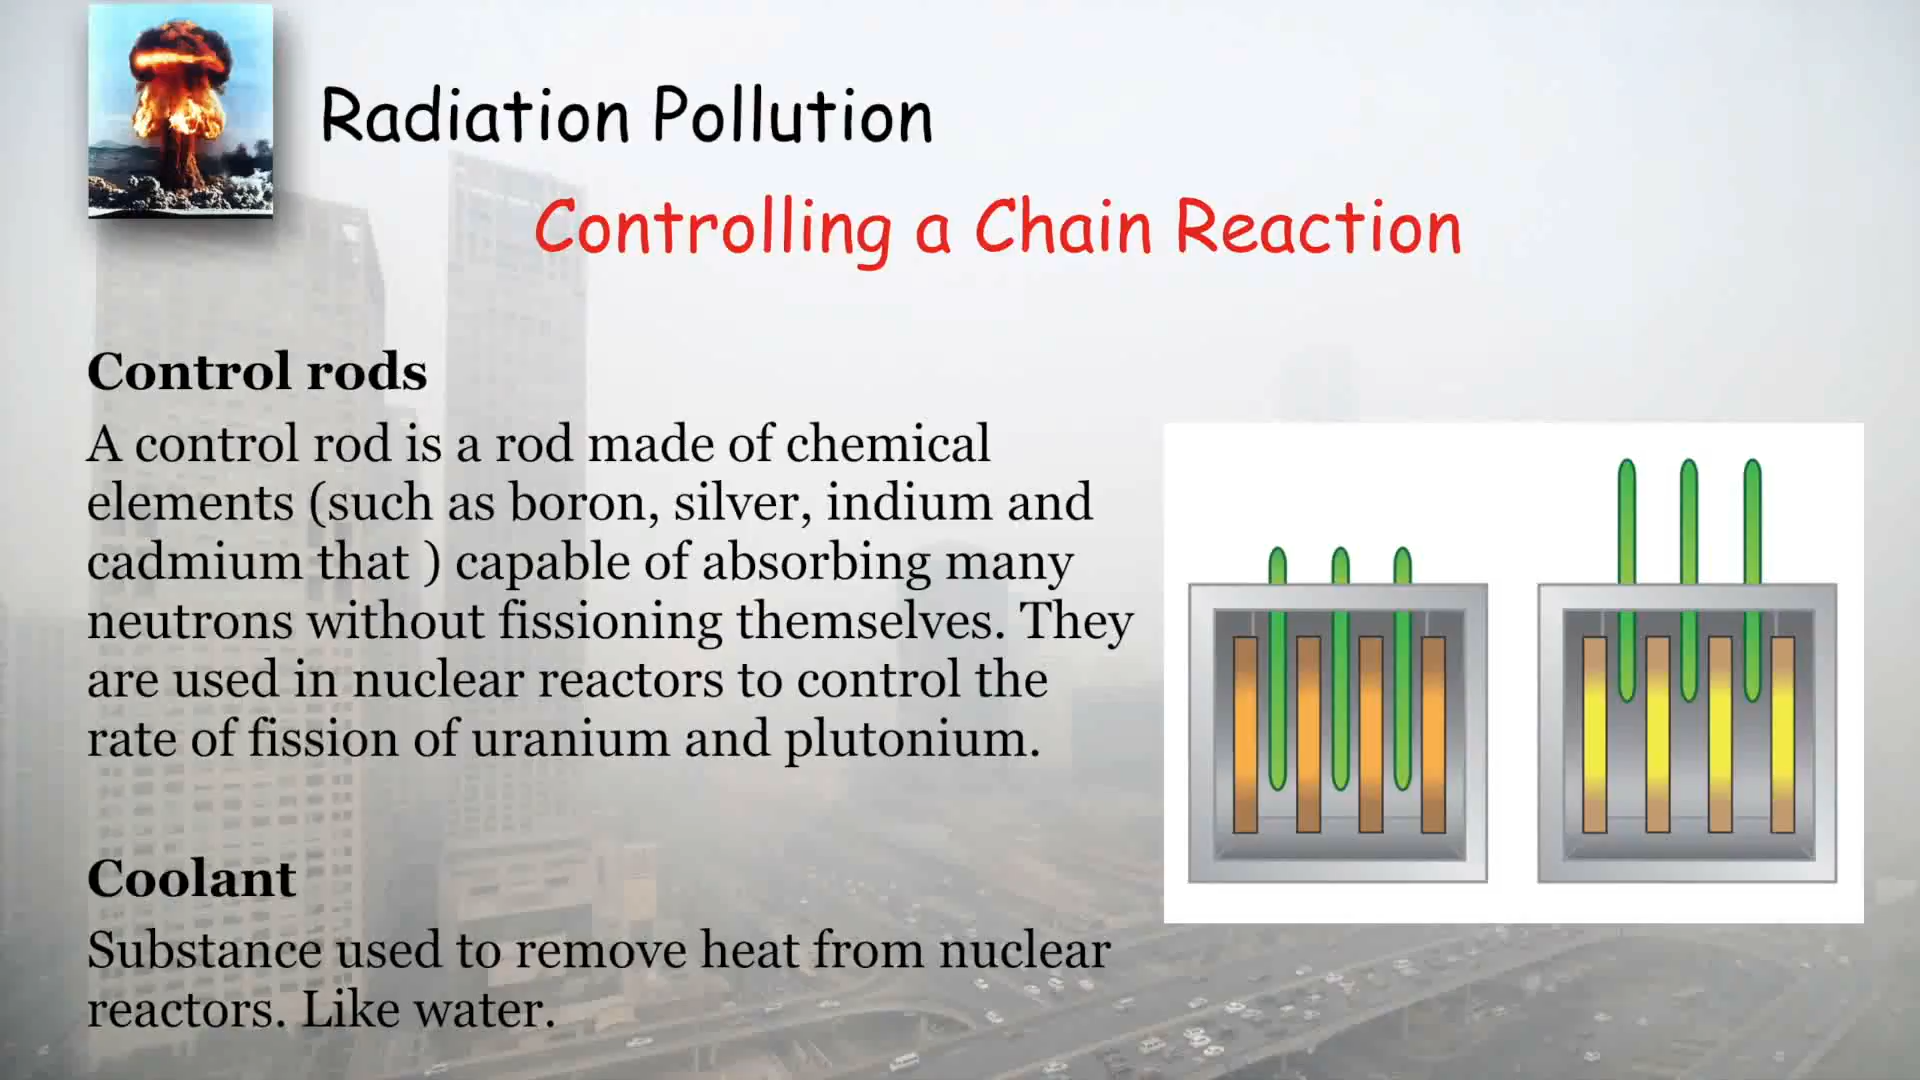 Radiation Pollution
Controlling a Chain Reaction
Control rods
A control rod is a rod made of chemical
elements (such as boron, silver, indium and
cadmium that ) capable of absorbing many
neutrons without fissioning themselves. They
are used in nuclear reactors to control the
rate of fission of uranium and plutonium.
Coolant
Substance used to remove heat from nuclear
reactors. Like water.